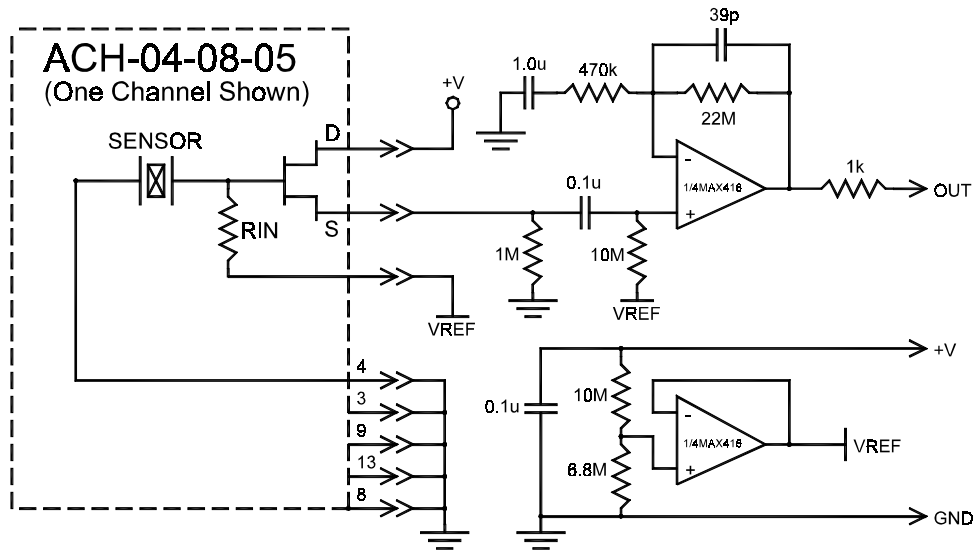 ACH-04-08-05
(One Channel Shown)
SENSOR
D
S
RIN
+V
VREF
4
3
9
13
8
1.0u
470k
39p
22M
-
+
1/4MAX416
1k
OUT
0.1u
1M
10M
VREF
+V
0.1u
10M
6.8M
-
+
1/4MAX416
VREF
GND